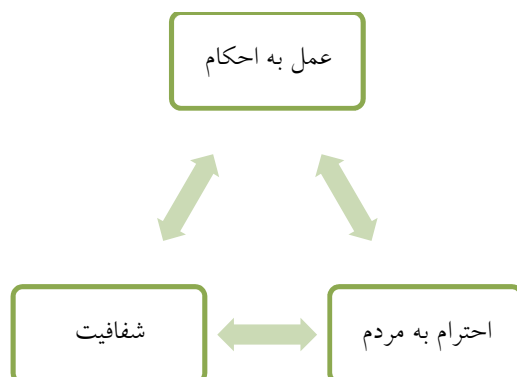 عمل به احکام
احترام به مردم
شفافیت